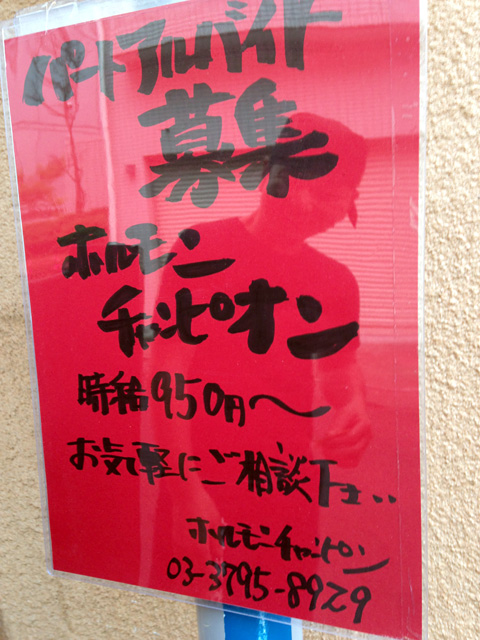 パートアルバイト
募集
ホルモン
チャンピオン
時給950円〜
お気軽にご相談下さい
ホルモンチャンピオン
03-3795-8929